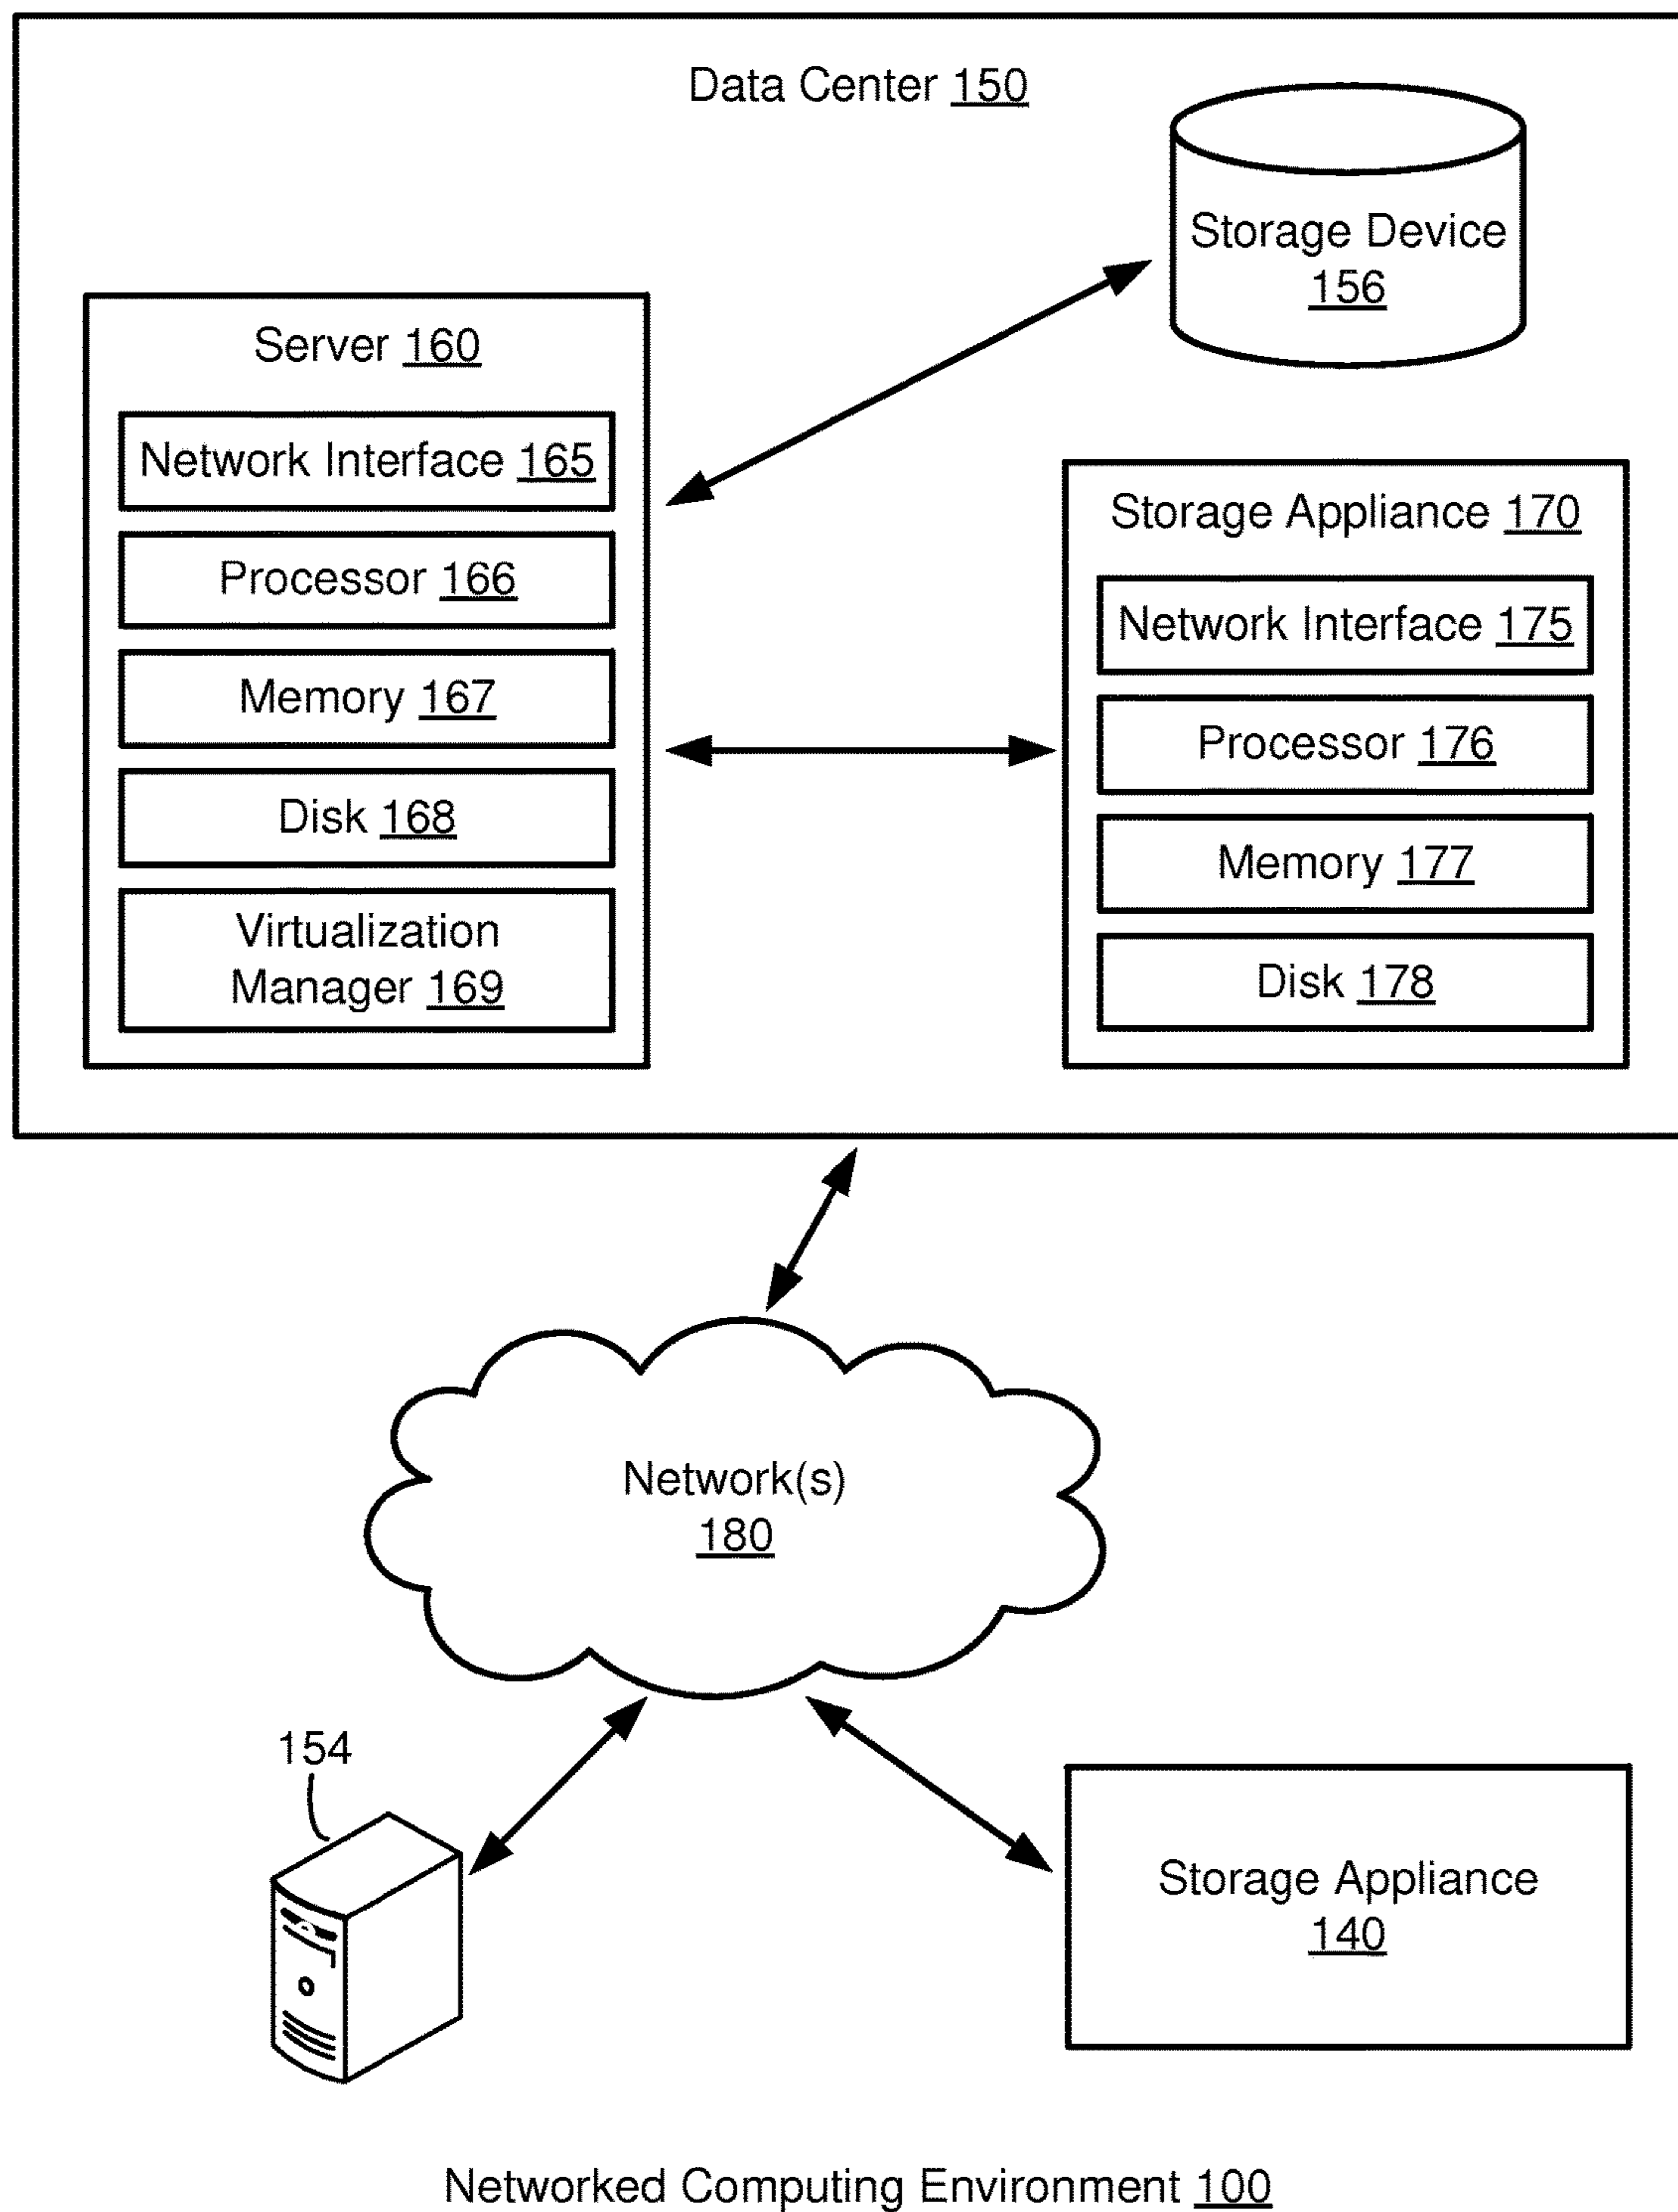 Data Center 150
Storage Device
156
Server 160
Network Interface 165
Processor 166
Memory 167
Disk 168
Virtualization
Manager 169
Storage Appliance 170
Network Interface 175
Processor 176
Memory 177
Disk 178
Network(s)
180
154
Storage Appliance
140
Networked Computing Environment 100